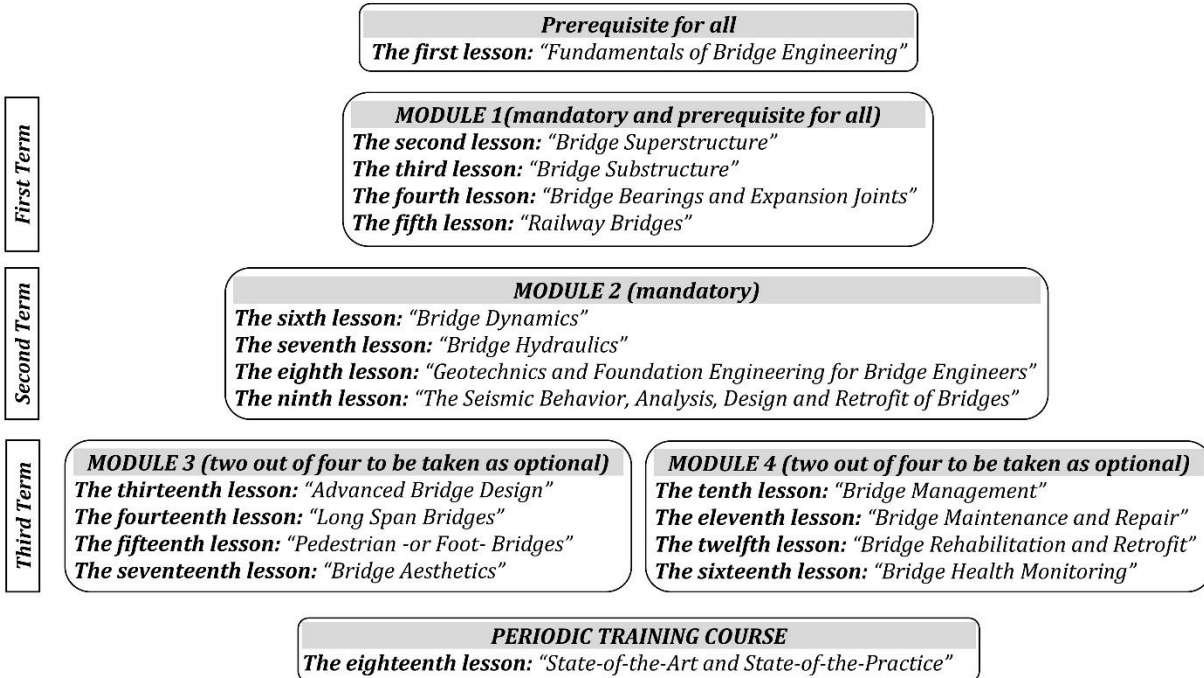 Prerequisite for all
The first lesson: “Fundamentals of Bridge Engineering”
First Term
MODULE 1(mandatory and prerequisite for all)
The second lesson: “Bridge Superstructure”
The third lesson: “Bridge Substructure”
The fourth lesson: “Bridge Bearings and Expansion Joints”
The fifth lesson: “Railway Bridges”
Second Term
MODULE 2 (mandatory)
The sixth lesson: “Bridge Dynamics”
The seventh lesson: “Bridge Hydraulics”
The eighth lesson: “Geotechnics and Foundation Engineering for Bridge Engineers”
The ninth lesson: “The Seismic Behavior, Analysis, Design and Retrofit of Bridges”
Third Term
MODULE 3 (two out of four to be taken as optional)
The thirteenth lesson: “Advanced Bridge Design”
The fourteenth lesson: “Long Span Bridges”
The fifteenth lesson: “Pedestrian -or Foot- Bridges”
The seventeenth lesson: “Bridge Aesthetics”
MODULE 4 (two out of four to be taken as optional)
The tenth lesson: “Bridge Management”
The eleventh lesson: “Bridge Maintenance and Repair”
The twelfth lesson: “Bridge Rehabilitation and Retrofit”
The sixteenth lesson: “Bridge Health Monitoring”
PERIODIC TRAINING COURSE
The eighteenth lesson: “State-of-the-Art and State-of-the-Practice”